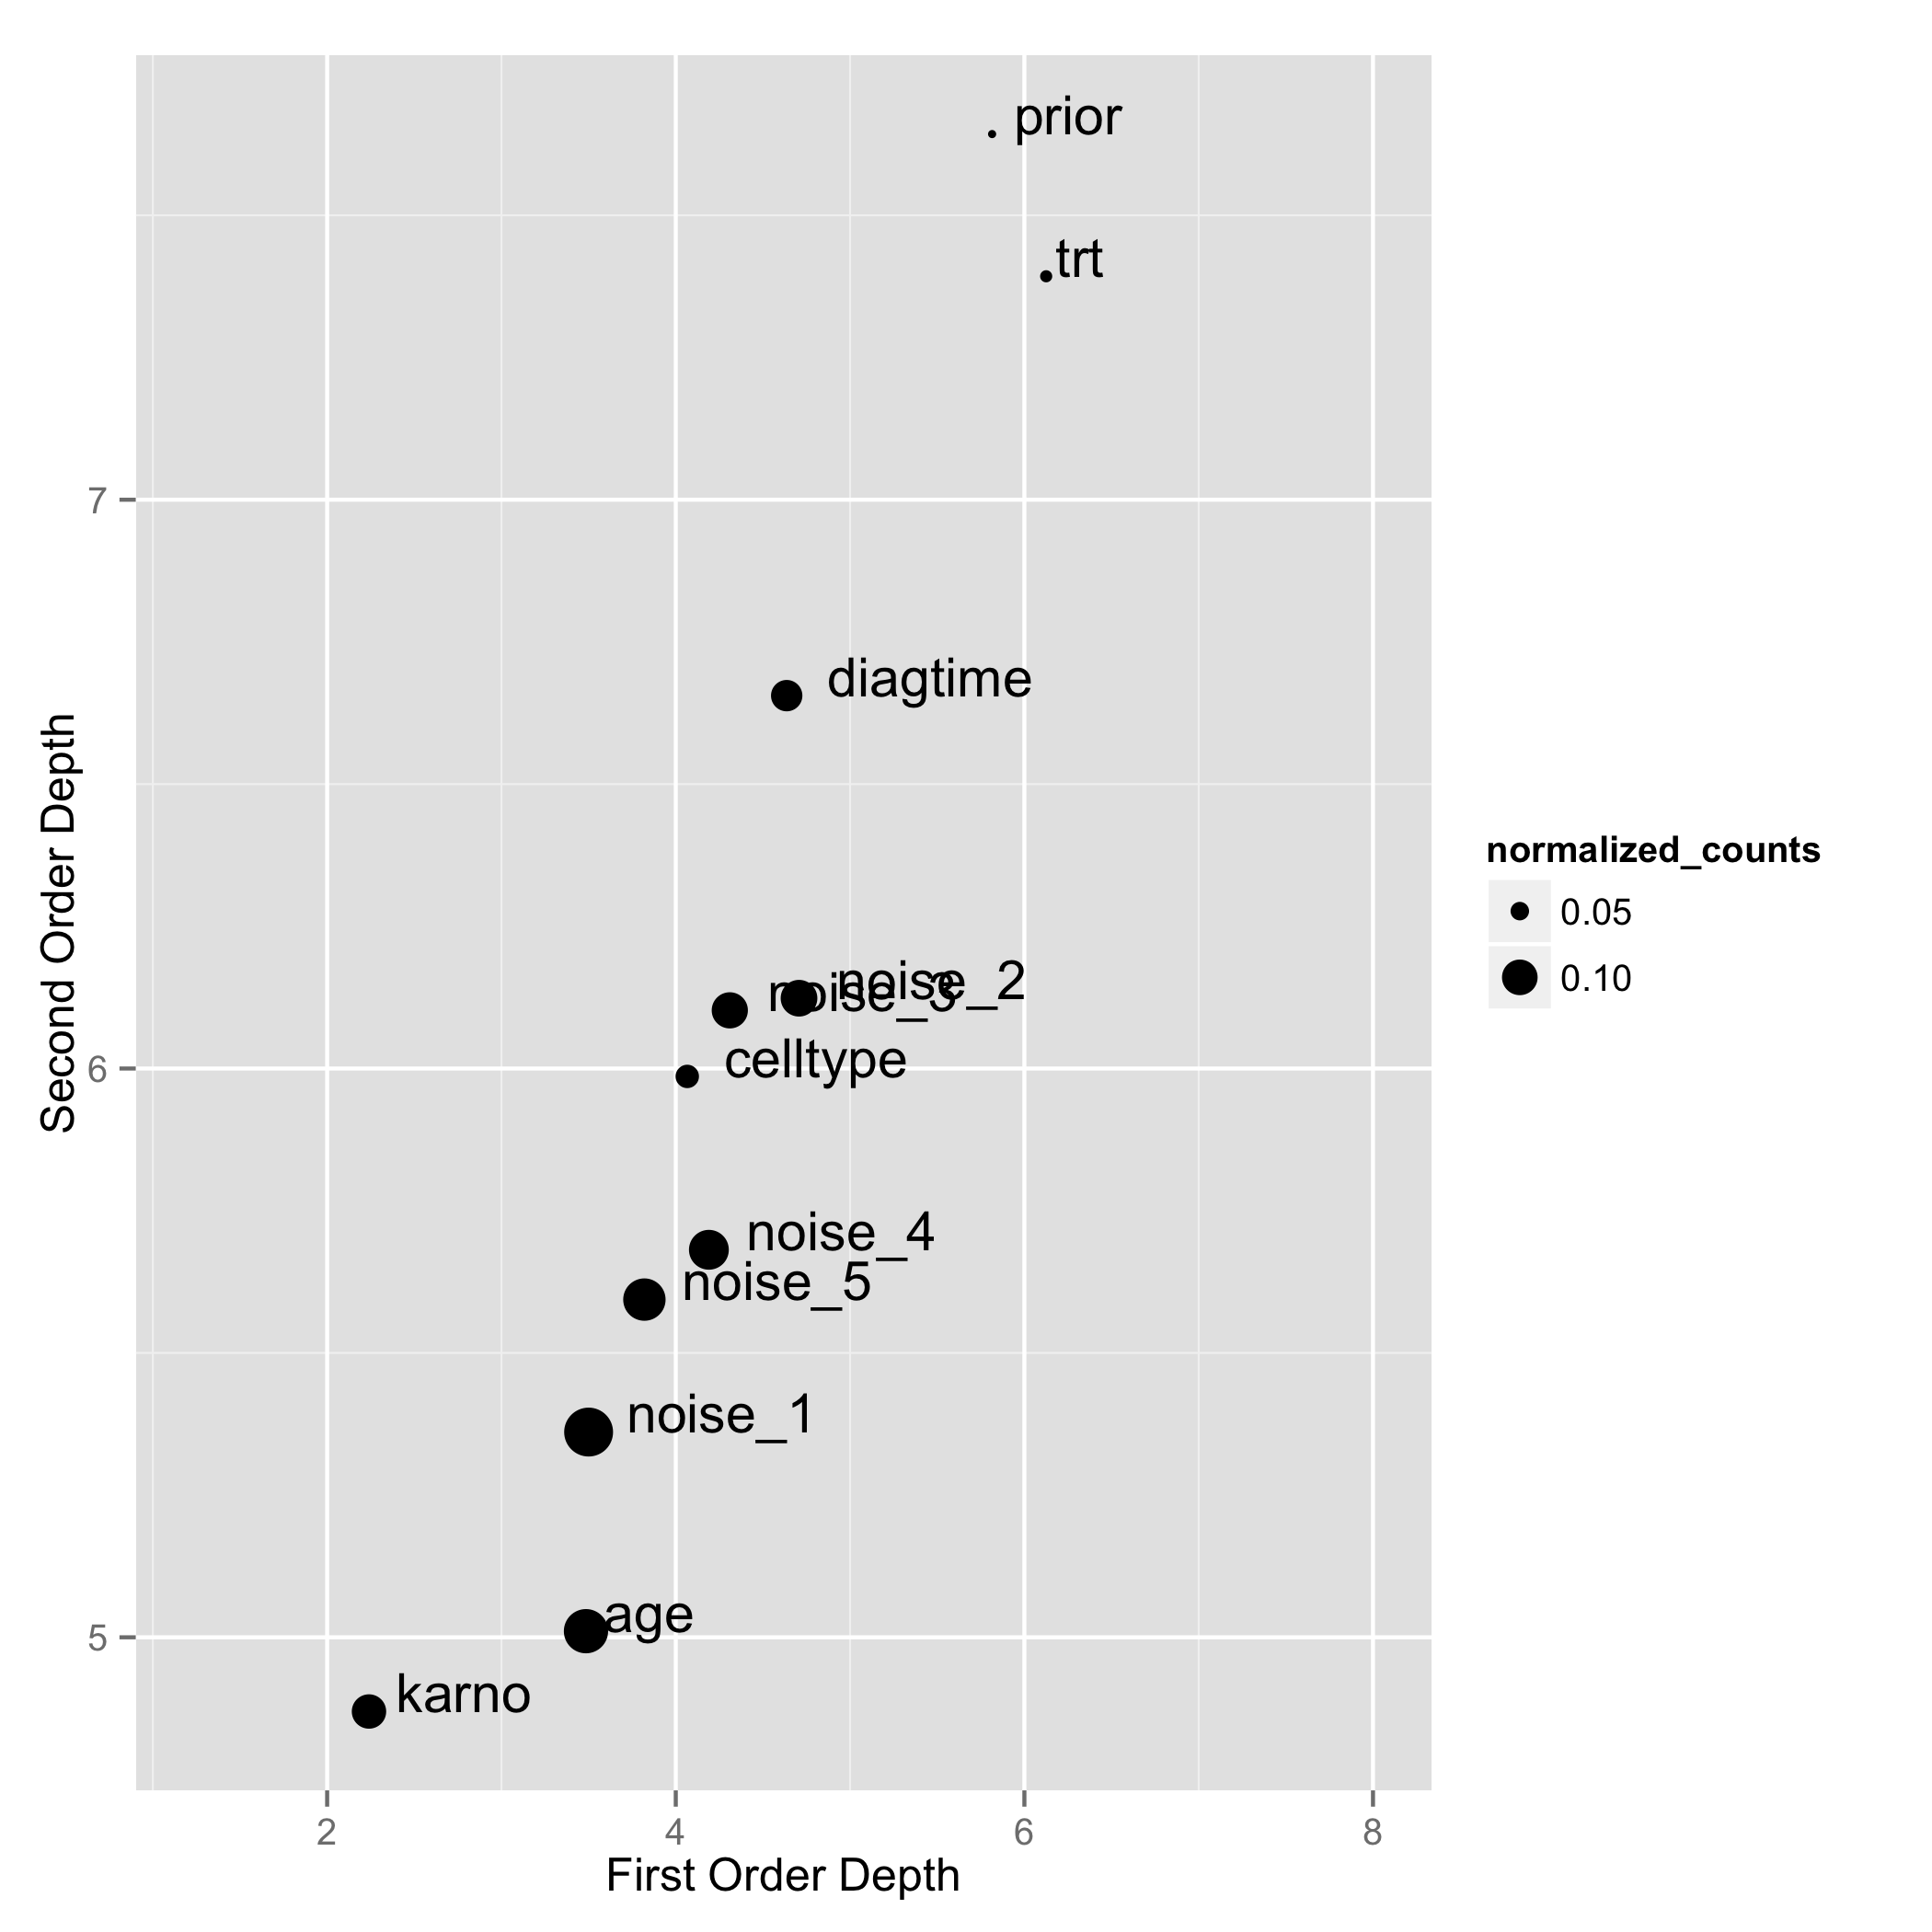 prior
trt
7
diagtime
normalized_counts
0.05
0.10
Second Order Depth
noise_2
noise_3
celltype
6
noise_4
noise_5
noise_1
age
5
karno
2 4 6 8
First Order Depth